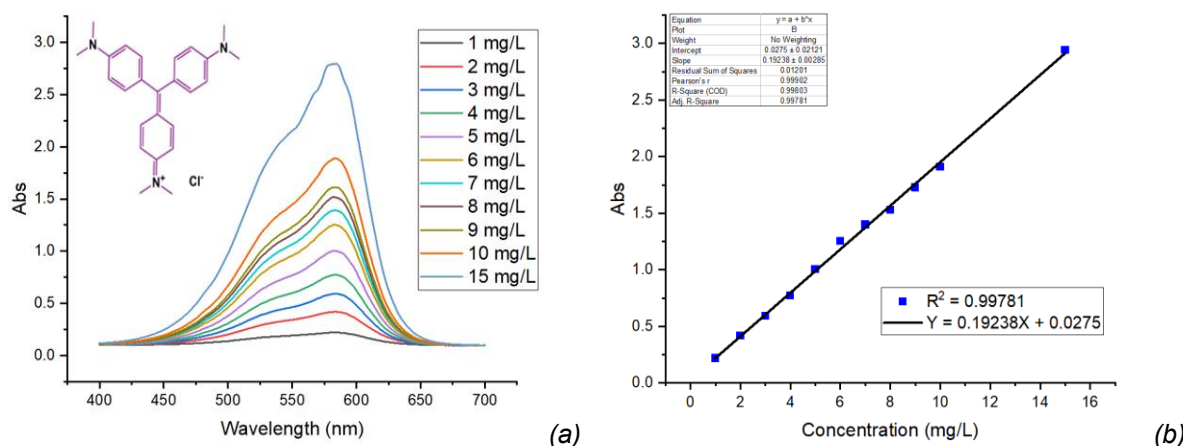 3.0
2.5
2.0
1.5
1.0
0.5
0.0
Abs
400 450 500 550 600 650 700
Wavelength (nm)
N
N
N⁺
Cl⁻
1 mg/L
2 mg/L
3 mg/L
4 mg/L
5 mg/L
6 mg/L
7 mg/L
8 mg/L
9 mg/L
10 mg/L
15 mg/L
(a)
3.0
2.5
2.0
1.5
1.0
0.5
0.0
Abs
0 2 4 6 8 10 12 14 16
Concentration (mg/L)
Equation y = a + b*x
Plot B
Weight No Weighting
Intercept 0.0275 ± 0.02121
Slope 0.19238 ± 0.00285
Residual Sum of Squares 0.01201
Pearson's r 0.99902
R-Square (COD) 0.99803
Adj. R-Square 0.99781
R² = 0.99781
Y = 0.19238X + 0.0275
(b)